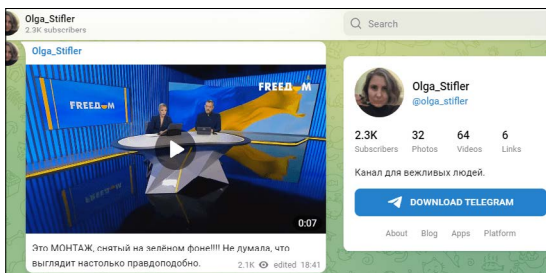 Olga_Stifler
2.3K subscribers
Search
Olga_Stifler
FREEDOM
FREEDOM
0:07
Это МОНТАЖ, снятый на зелёном фоне!!!! Не думала, что
выглядит настолько правдоподобно.
2.1K edited 18:41
Olga_Stifler
@olga_stifler
2.3K 32 64 6
Subscribers Photos Videos Links
Канал для вежливых людей.
DOWNLOAD TELEGRAM
About Blog Apps Platform